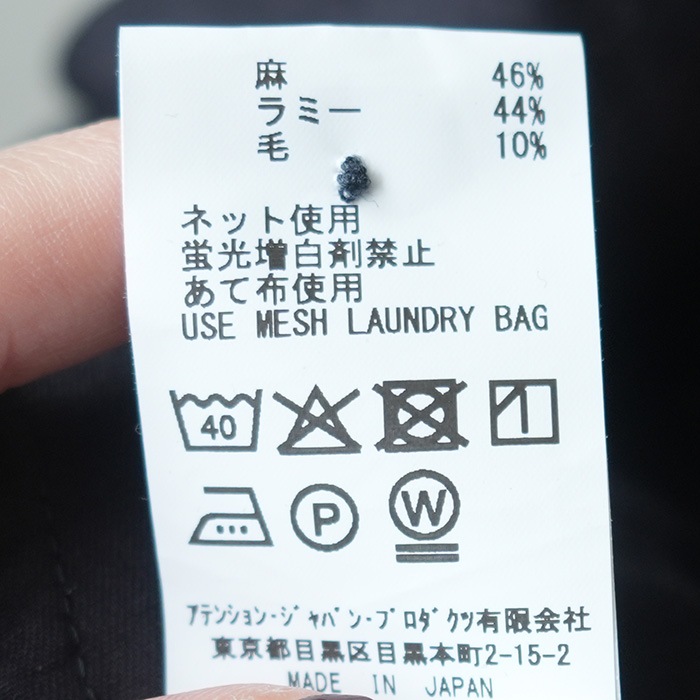 麻 46%
ラミー 44%
毛 10%
ネット使用
蛍光増白剤禁止
あて布使用
USE MESH LAUNDRY BAG
40
P W
アテンション・ジャパン・プロダクツ有限会社
東京都目黒区目黒本町2-15-2
MADE IN JAPAN